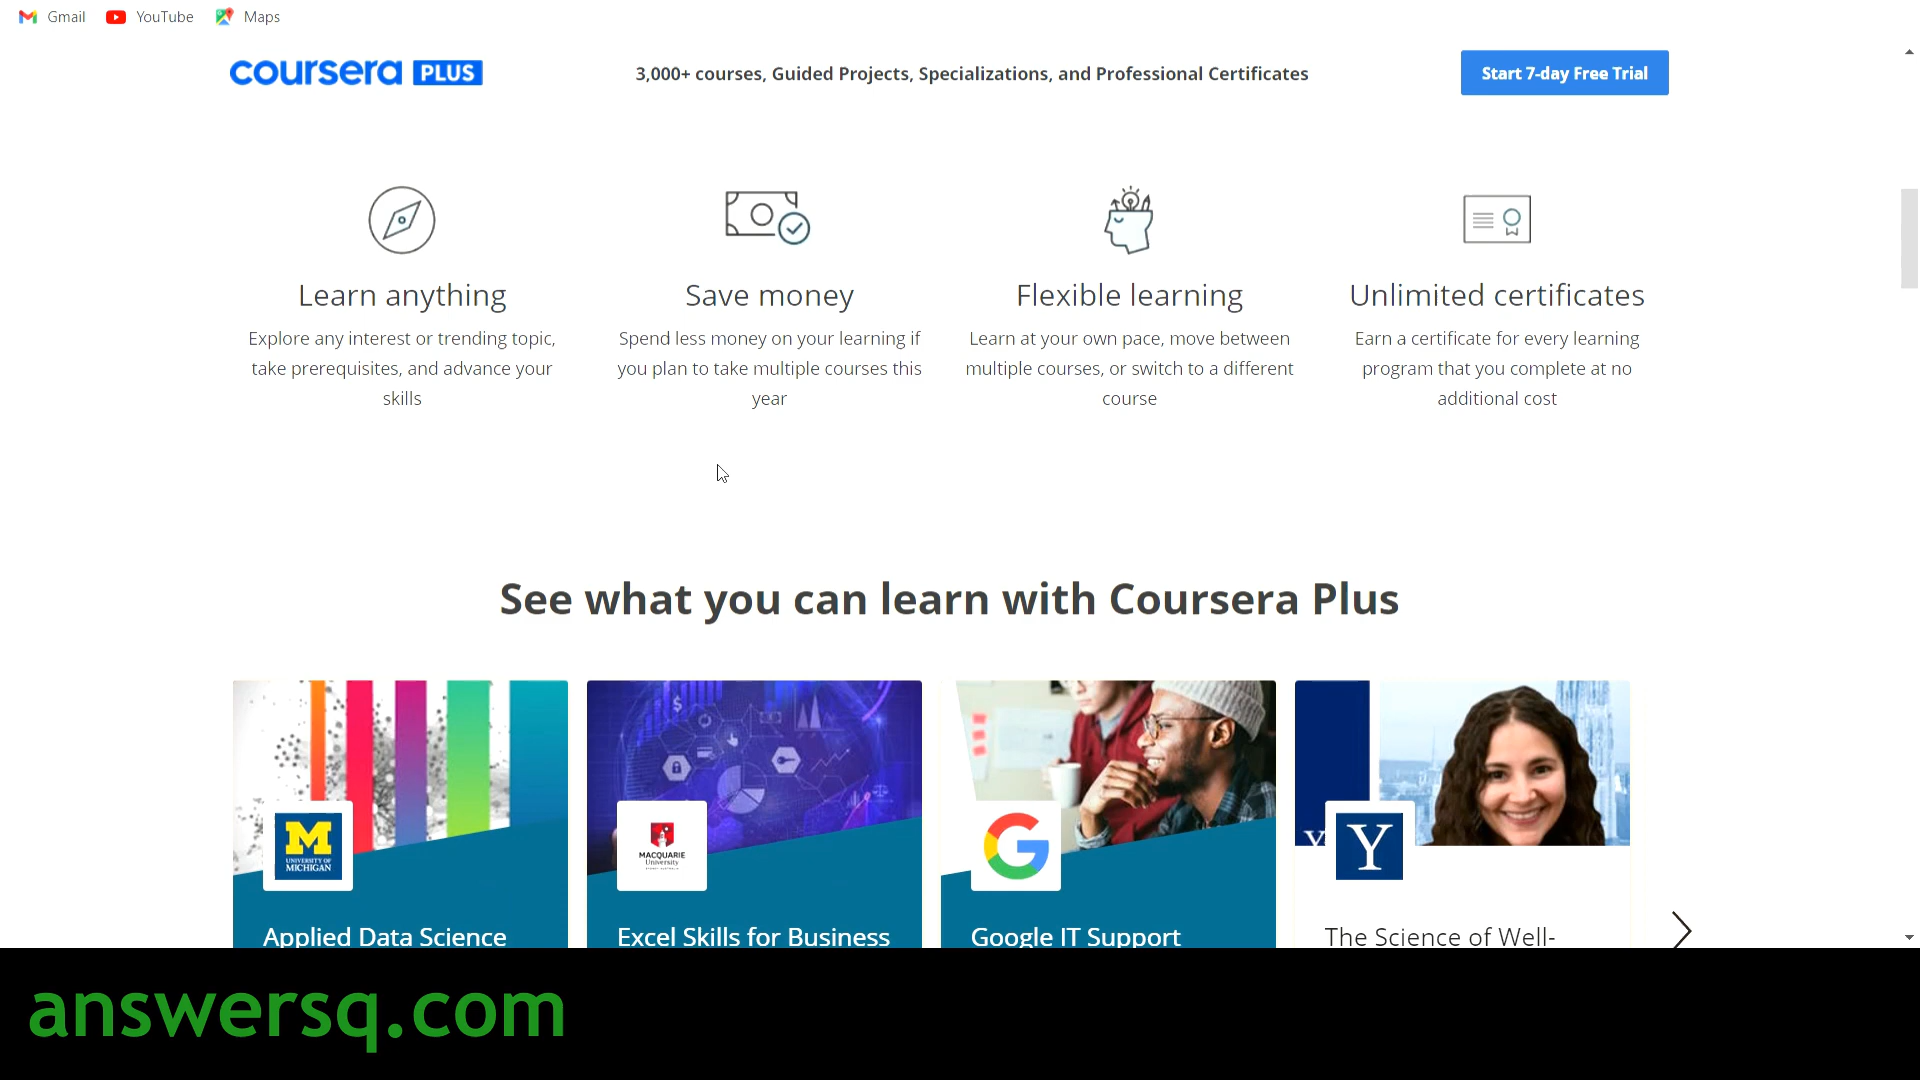 Gmail YouTube Maps
coursera PLUS
3,000+ courses, Guided Projects, Specializations, and Professional Certificates
Start 7-day Free Trial
Learn anything
Explore any interest or trending topic,
take prerequisites, and advance your
skills
Save money
Spend less money on your learning if
you plan to take multiple courses this
year
Flexible learning
Learn at your own pace, move between
multiple courses, or switch to a different
course
Unlimited certificates
Earn a certificate for every learning
program that you complete at no
additional cost
See what you can learn with Coursera Plus
M
UNIVERSITY OF
MICHIGAN
Applied Data Science
MACQUARIE
University
Excel Skills for Business
G
Google IT Support
Y
The Science of Well-
answersq.com